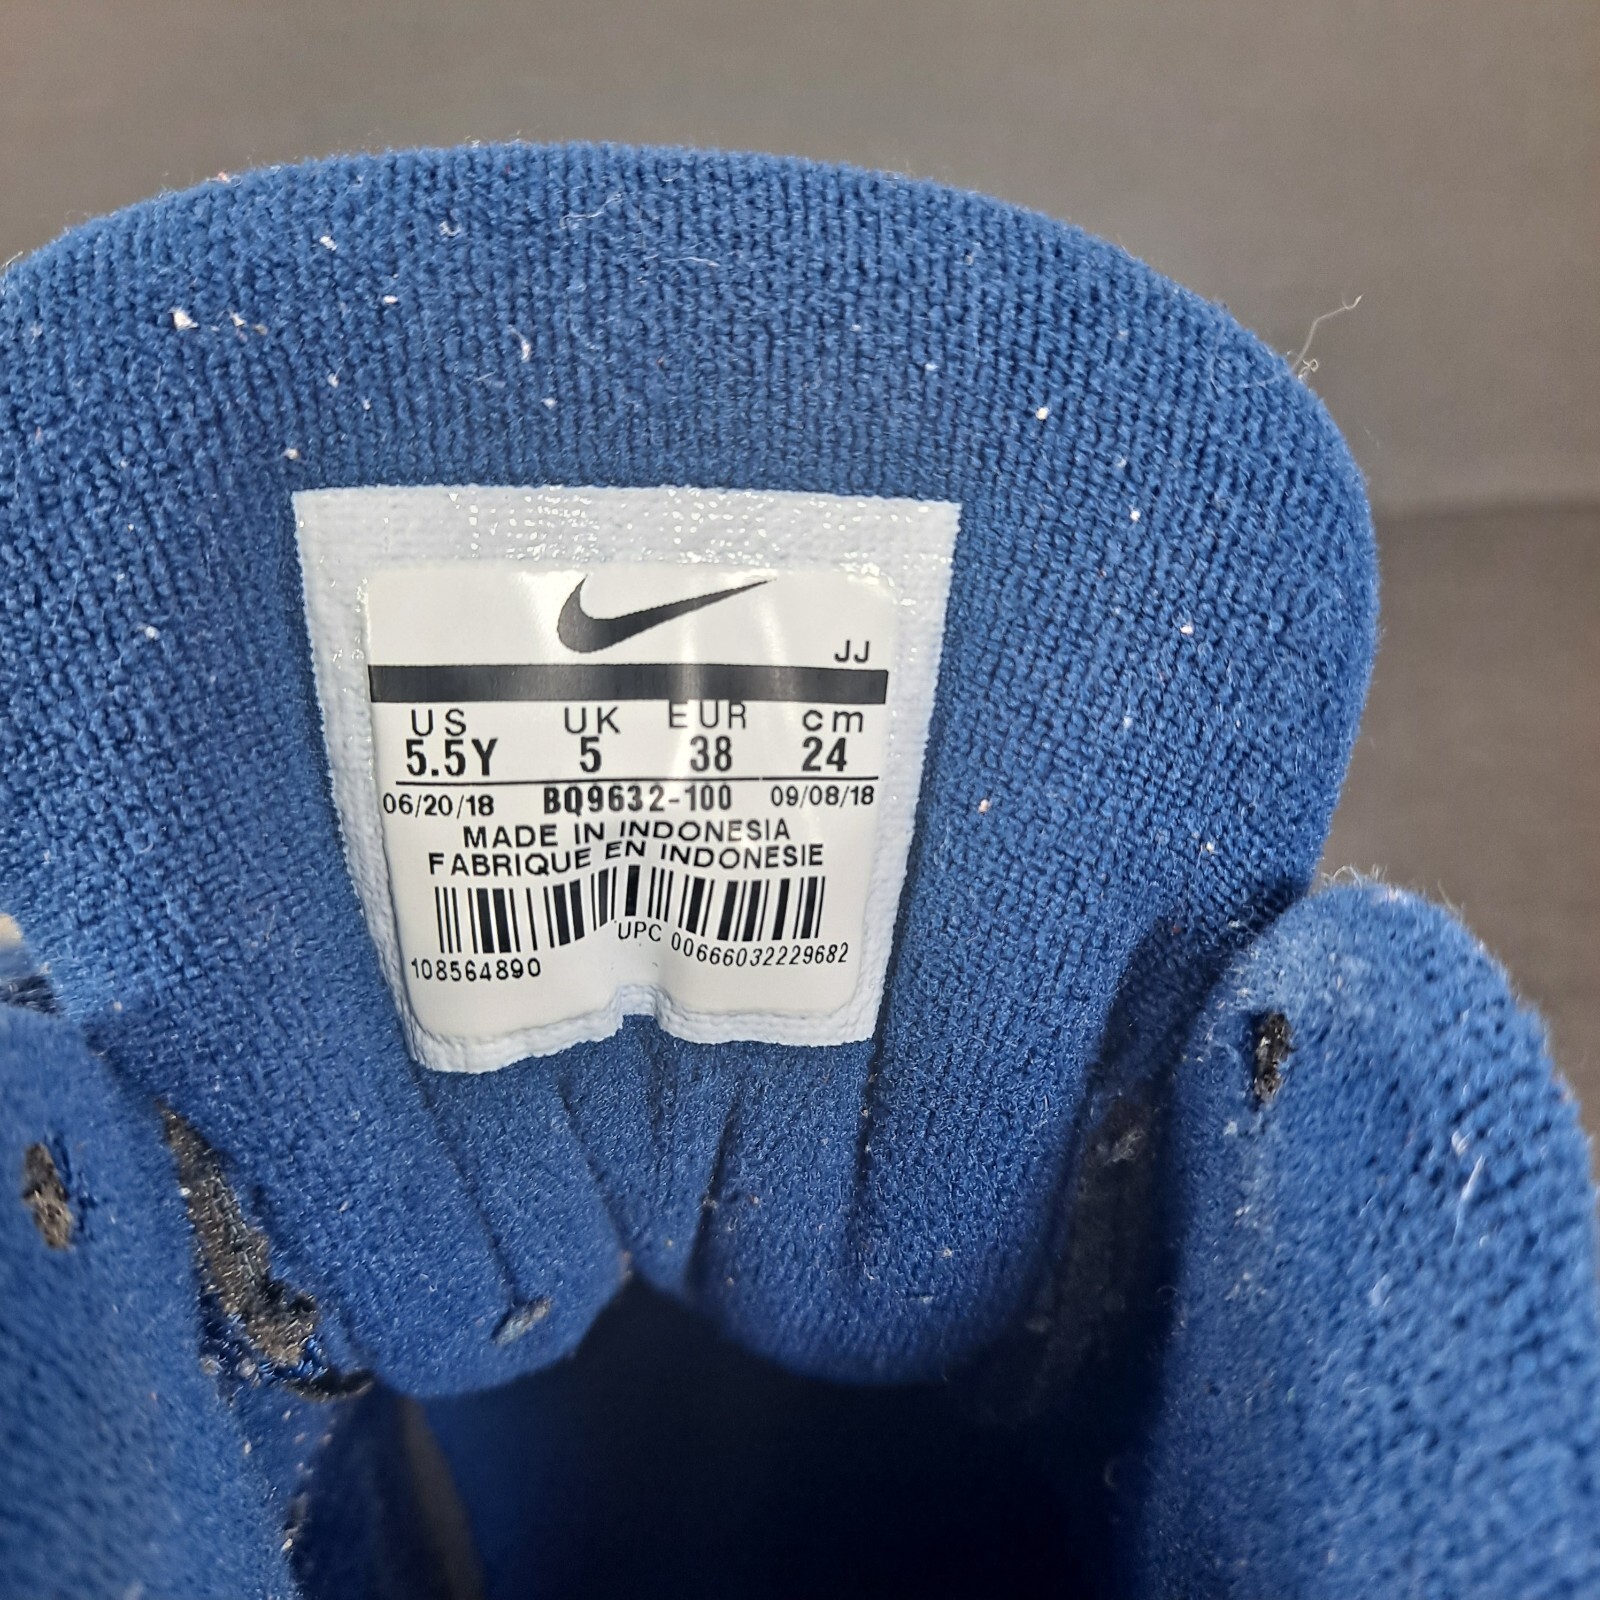 JJ
US UK EUR cm
5.5Y 5 38 24
06/20/18 BQ9632-100 09/08/18
MADE IN INDONESIA
FABRIQUE EN INDONESIE
108564890 UPC 00666032229682